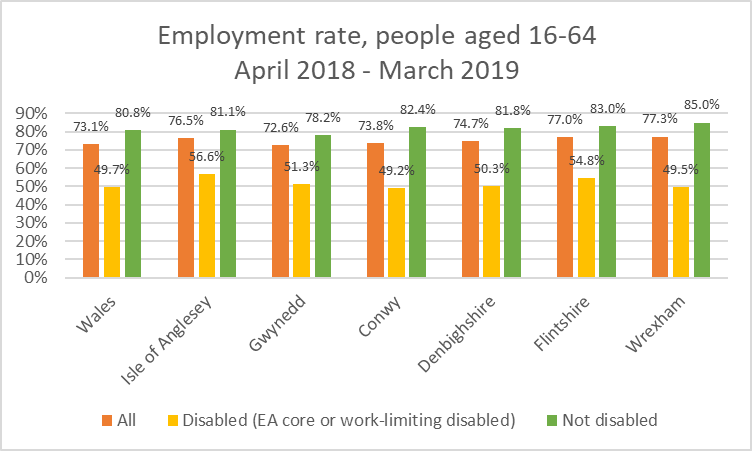 Employment rate, people aged 16-64
April 2018 - March 2019
90%
80%
70%
60%
50%
40%
30%
20%
10%
0%
73.1%
49.7%
80.8%
76.5%
56.6%
81.1%
72.6%
51.3%
78.2%
73.8%
49.2%
82.4%
74.7%
50.3%
81.8%
77.0%
54.8%
83.0%
77.3%
49.5%
85.0%
Wales
Isle of Anglesey
Gwynedd
Conwy
Denbighshire
Flintshire
Wrexham
All
Disabled (EA core or work-limiting disabled)
Not disabled